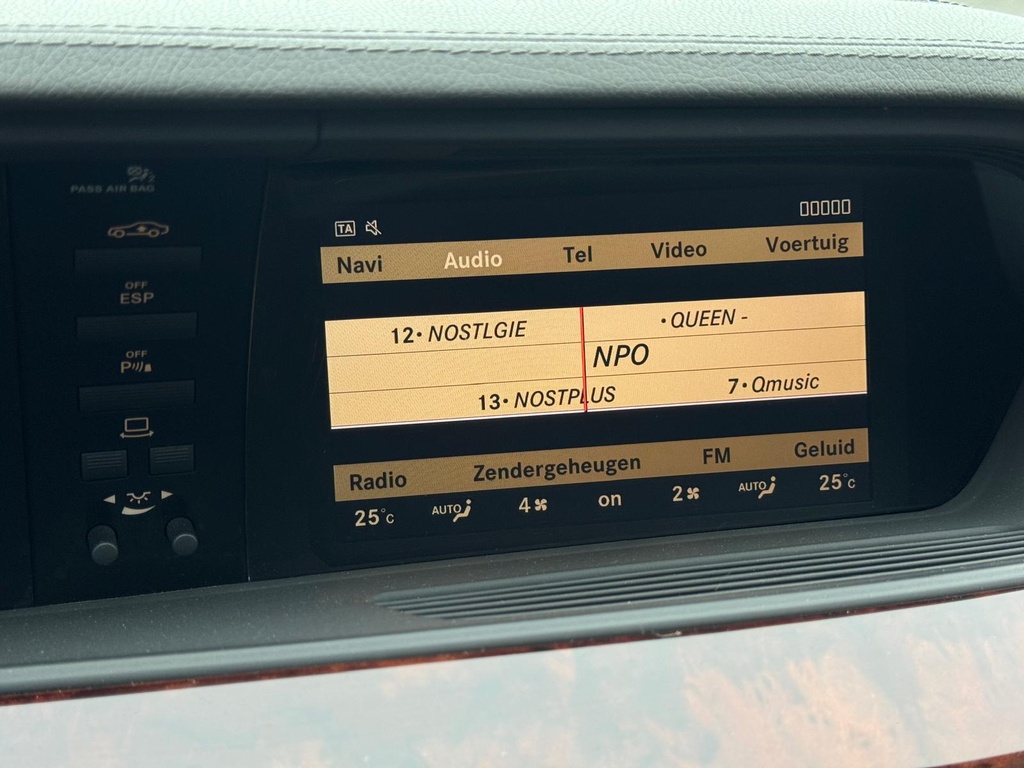 PASS AIR BAG
OFF
ESP
OFF
P
TA
Navi Audio Tel Video Voertuig
12• NOSTLGIE •QUEEN -
NPO
13• NOSTPLUS 7• Qmusic
Radio Zendergeheugen FM Geluid
25°C AUTO 4 on 2 AUTO 25°C